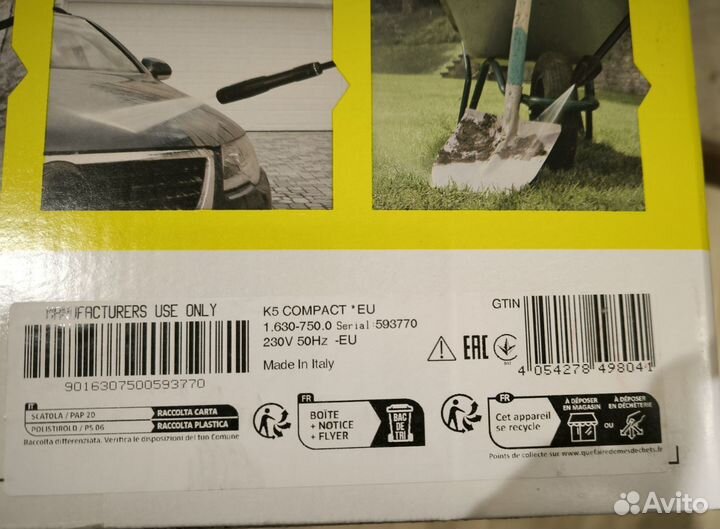 MANUFACTURERS USE ONLY
9016307500593770
K5 COMPACT *EU
1.630-750.0 Serial: 593770
230V 50Hz -EU
Made In Italy
EAC
GTIN
4 054278 498041
IT
SCATOLA / PAP 20 RACCOLTA CARTA
POLISTIROLO / PS 06 RACCOLTA PLASTICA
Raccolta differenziata. Verifica le disposizioni del tuo Comune
FR
BOÎTE
+ NOTICE
+ FLYER
BAC
DE
TRI
FR
Cet appareil
se recycle
À DÉPOSER
EN MAGASIN
OU
À DÉPOSER
EN DÉCHÈTERIE
Points de collecte sur www.quefairedemesdechets.fr
Avito